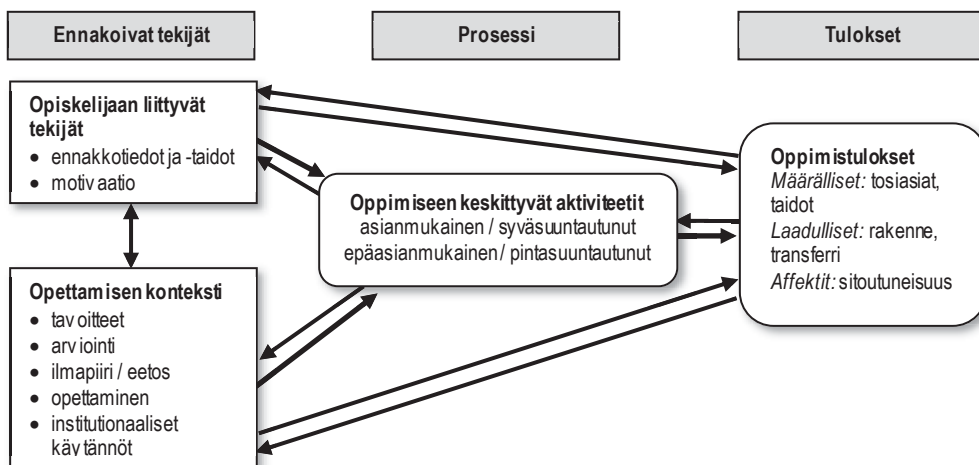 Ennakoivat tekijät
Prosessi
Tulokset
Opiskelijaan liittyvät
tekijät
• ennakkotiedot ja -taidot
• motivaatio
Oppimiseen keskittyvät aktiviteetit
asianmukainen / syväsuuntautunut
epäasianmukainen / pintasuuntautunut
Oppimistulokset
Määrälliset: tosiasiat,
taidot
Laadulliset: rakenne,
transferri
Affektit: sitoutuneisuus
Opettamisen konteksti
• tavoitteet
• arviointi
• ilmapiiri / eetos
• opettaminen
• institutionaaliset
käytännöt